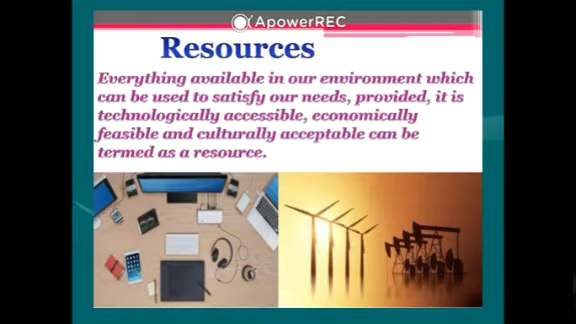 ApowerREC
Resources
Everything available in our environment which
can be used to satisfy our needs, provided, it is
technologically accessible, economically
feasible and culturally acceptable can be
termed as a resource.